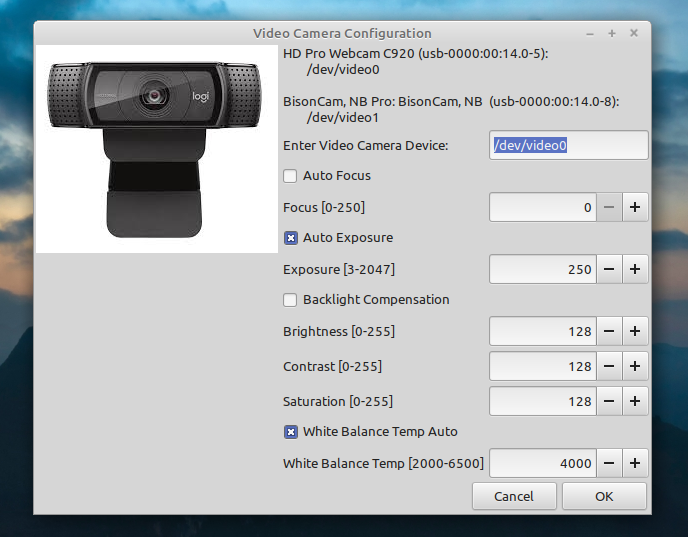 Video Camera Configuration
logi
HD Pro Webcam C920 (usb-0000:00:14.0-5):
/dev/video0
BisonCam, NB Pro: BisonCam, NB (usb-0000:00:14.0-8):
/dev/video1
Enter Video Camera Device: /dev/video0
Auto Focus
Focus [0-250] 0
Auto Exposure
Exposure [3-2047] 250
Backlight Compensation
Brightness [0-255] 128
Contrast [0-255] 128
Saturation [0-255] 128
White Balance Temp Auto
White Balance Temp [2000-6500] 4000
Cancel OK